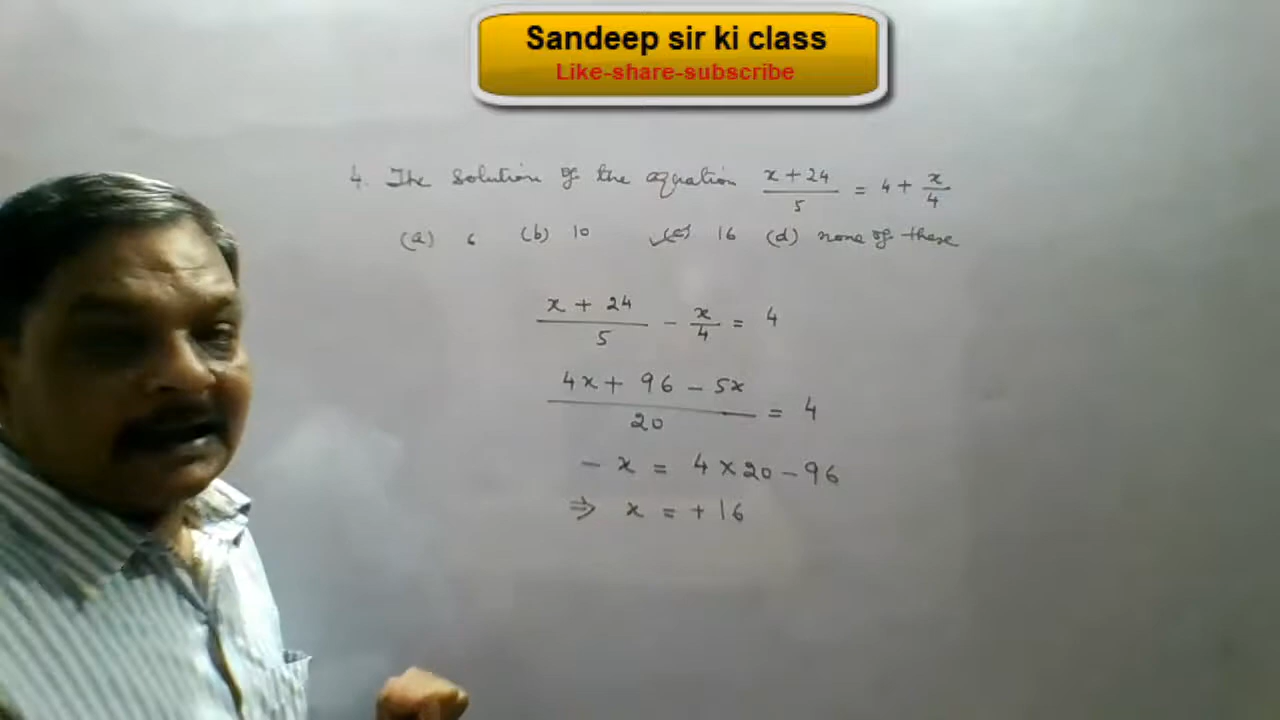 Sandeep sir ki class
Like-share-subscribe
4. The solution of the equation (x + 24)/5 = 4 + x/4
(a) 6 (b) 10 ✓(c) 16 (d) none of these
(x + 24)/5 - x/4 = 4
(4x + 96 - 5x)/20 = 4
- x = 4 × 20 - 96
⇒ x = + 16